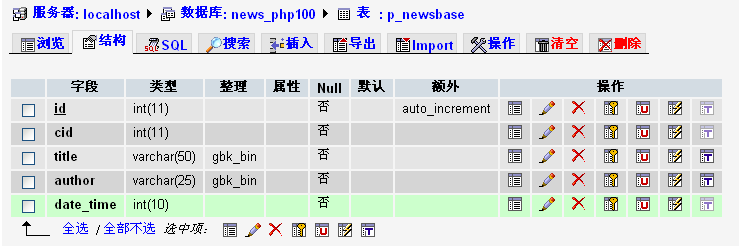 服务器: localhost 数据库: news_php100 表 : p_newsbase
浏览 结构 SQL 搜索 插入 导出 Import 操作 清空 删除
字段 类型 整理 属性 Null 默认 额外 操作
id int(11) 否 auto_increment
cid int(11) 否
title varchar(50) gbk_bin 否
author varchar(25) gbk_bin 否
date_time int(10) 否
全选 / 全部不选 选中项: